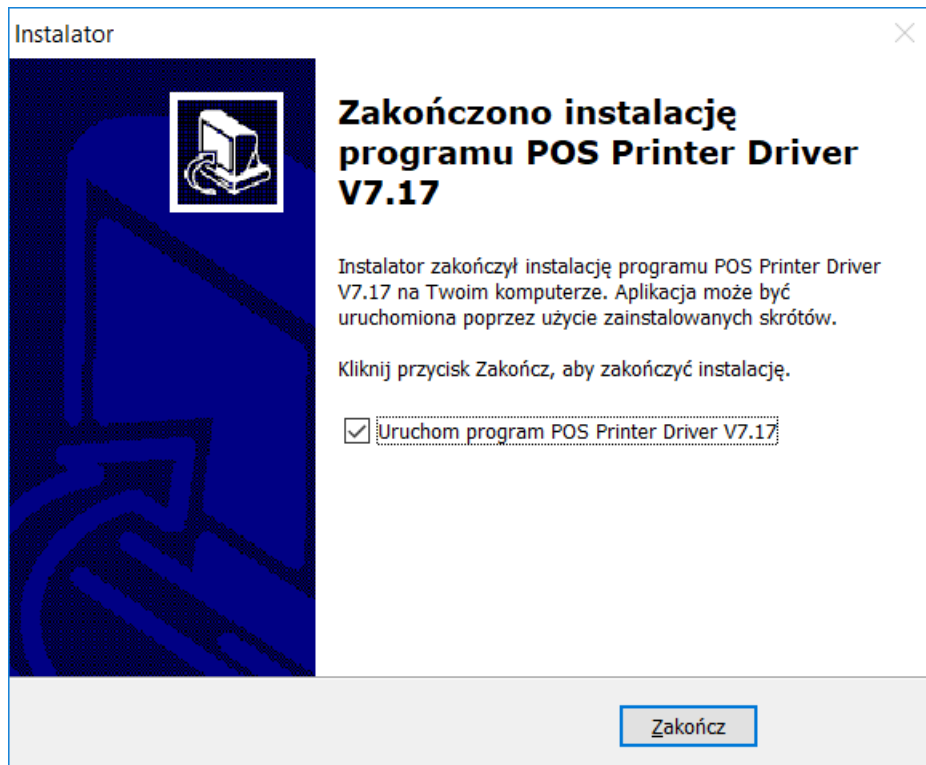 Instalator
Zakończono instalację
programu POS Printer Driver
V7.17
Instalator zakończył instalację programu POS Printer Driver
V7.17 na Twoim komputerze. Aplikacja może być
uruchomiona poprzez użycie zainstalowanych skrótów.
Kliknij przycisk Zakończ, aby zakończyć instalację.
Uruchom program POS Printer Driver V7.17
Zakończ